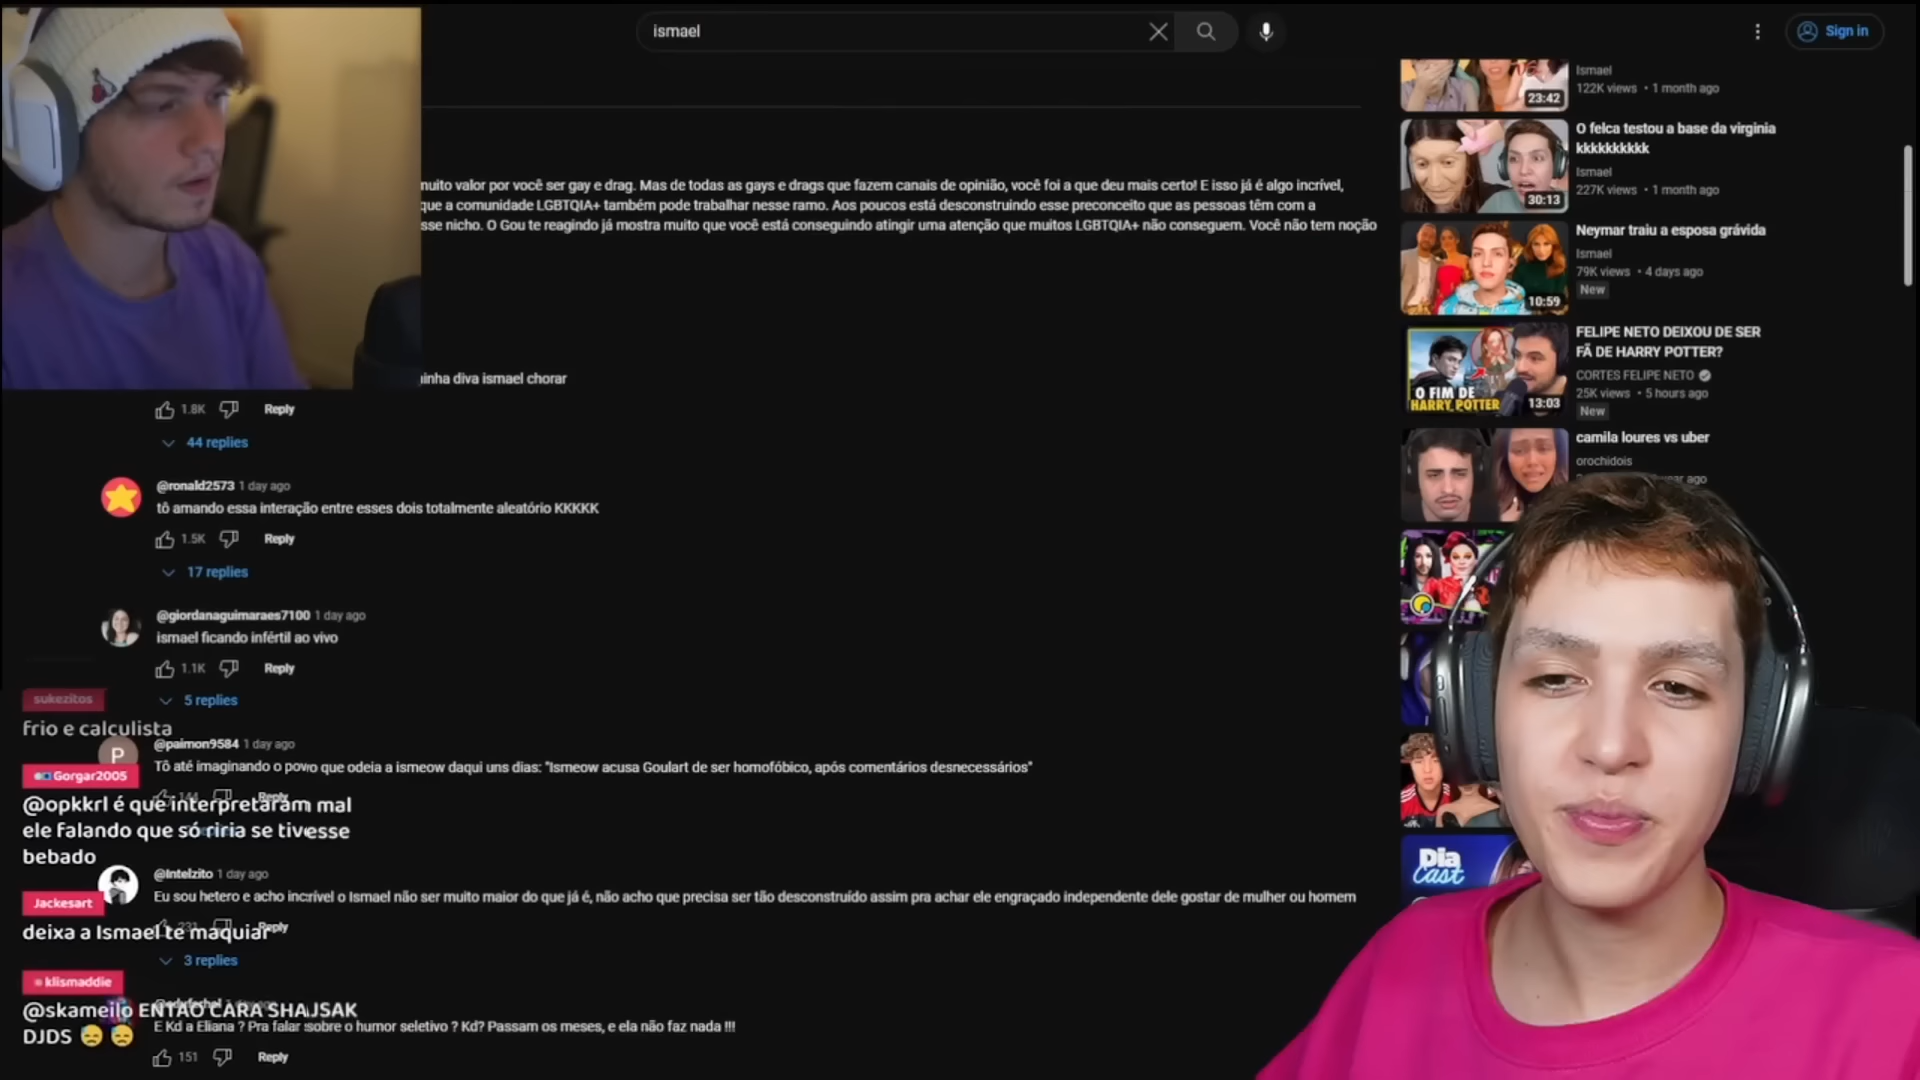 ismael
Sign in
muito valor por você ser gay e drag. Mas de todas as gays e drags que fazem canais de opinião, você foi a que deu mais certo! E isso já é algo incrível,
que a comunidade LGBTQIA+ também pode trabalhar nesse ramo. Aos poucos está desconstruindo esse preconceito que as pessoas têm com a
sse nicho. O Gou te reagindo já mostra muito que você está conseguindo atingir uma atenção que muitos LGBTQIA+ não conseguem. Você não tem noção
inha diva ismael chorar
1.8K Reply
44 replies
@ronald2573 1 day ago
tô amando essa interação entre esses dois totalmente aleatório KKKKK
1.5K Reply
17 replies
@giordanaguimaraes7100 1 day ago
ismael ficando infértil ao vivo
1.1K Reply
5 replies
sukezitos
frio e calculista
P
@paimon9584 1 day ago
Tô até imaginando o povo que odeia a ismeow daqui uns dias: "Ismeow acusa Goulart de ser homofóbico, após comentários desnecessários"
144 Reply
Gorgar2005
@opkkrl é que interpretaram mal
ele falando que só riria se tivesse
bebado
@Intelzito 1 day ago
Eu sou hetero e acho incrível o Ismael não ser muito maior do que já é, não acho que precisa ser tão desconstruído assim pra achar ele engraçado independente dele gostar de mulher ou homem
Reply
Jackesart
deixa a Ismael te maquiar
3 replies
klismaddie
@skameilo ENTAO CARA SHAJSAK
DJDS 😓 😓
E Kd a Eliana ? Pra falar sobre o humor seletivo ? Kd? Passam os meses, e ela não faz nada !!!
151 Reply
Ismael
122K views • 1 month ago
23:42
O felca testou a base da virginia
kkkkkkkkkk
Ismael
227K views • 1 month ago
30:13
Neymar traiu a esposa grávida
Ismael
79K views • 4 days ago
New
10:59
FELIPE NETO DEIXOU DE SER
FÃ DE HARRY POTTER?
CORTES FELIPE NETO
25K views • 5 hours ago
New
O FIM DE
HARRY POTTER
13:03
camila loures vs uber
orochidois
year ago
Dia
Cast